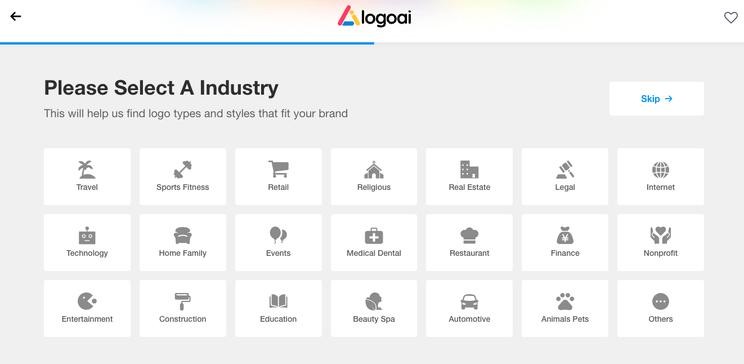 logoai
Please Select A Industry
This will help us find logo types and styles that fit your brand
Skip →
Travel
Sports Fitness
Retail
Religious
Real Estate
Legal
Internet
Technology
Home Family
Events
Medical Dental
Restaurant
Finance
Nonprofit
Entertainment
Construction
Education
Beauty Spa
Automotive
Animals Pets
Others